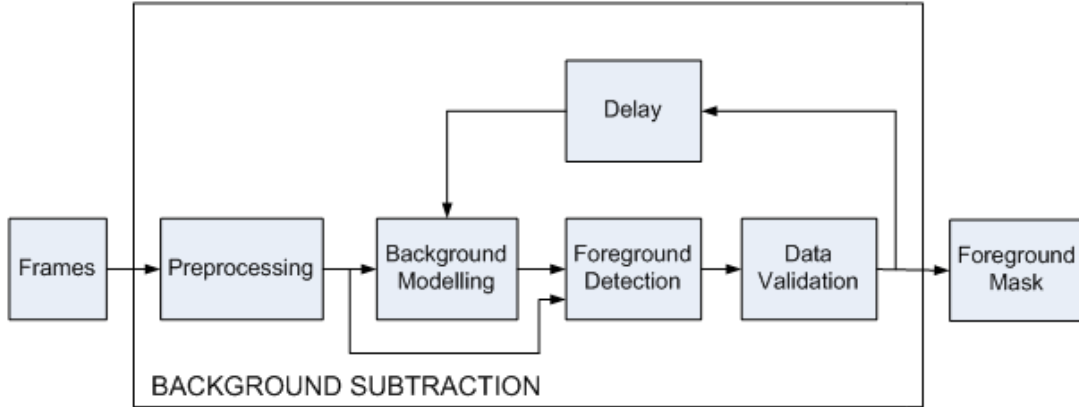 Delay
Frames
Preprocessing
Background
Modelling
Foreground
Detection
Data
Validation
Foreground
Mask
BACKGROUND SUBTRACTION